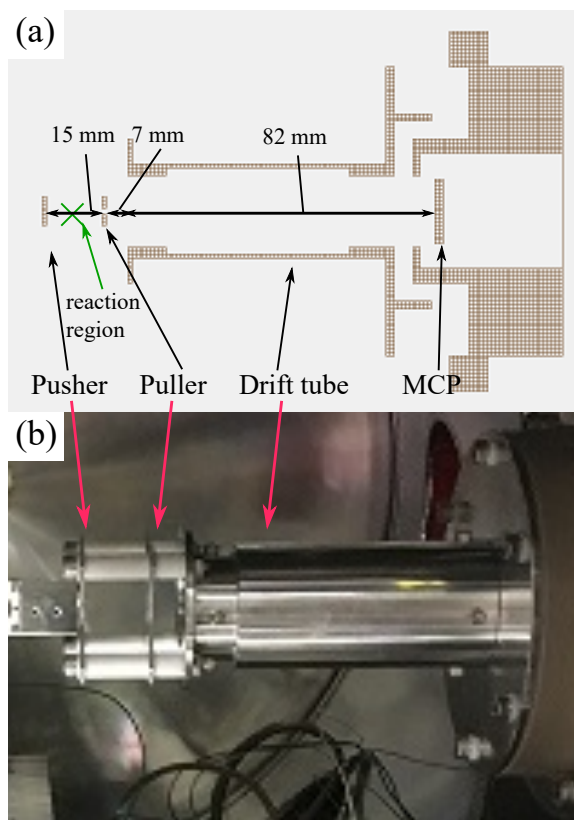 (a)
15 mm
7 mm
82 mm
reaction
region
Pusher
Puller
Drift tube
MCP
(b)